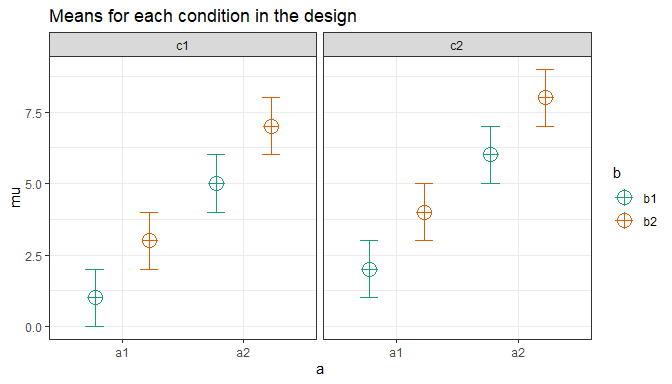 Means for each condition in the design
c1 c2
7.5
5.0
2.5
0.0
mu
a1 a2 a1 a2
a
b
b1
b2